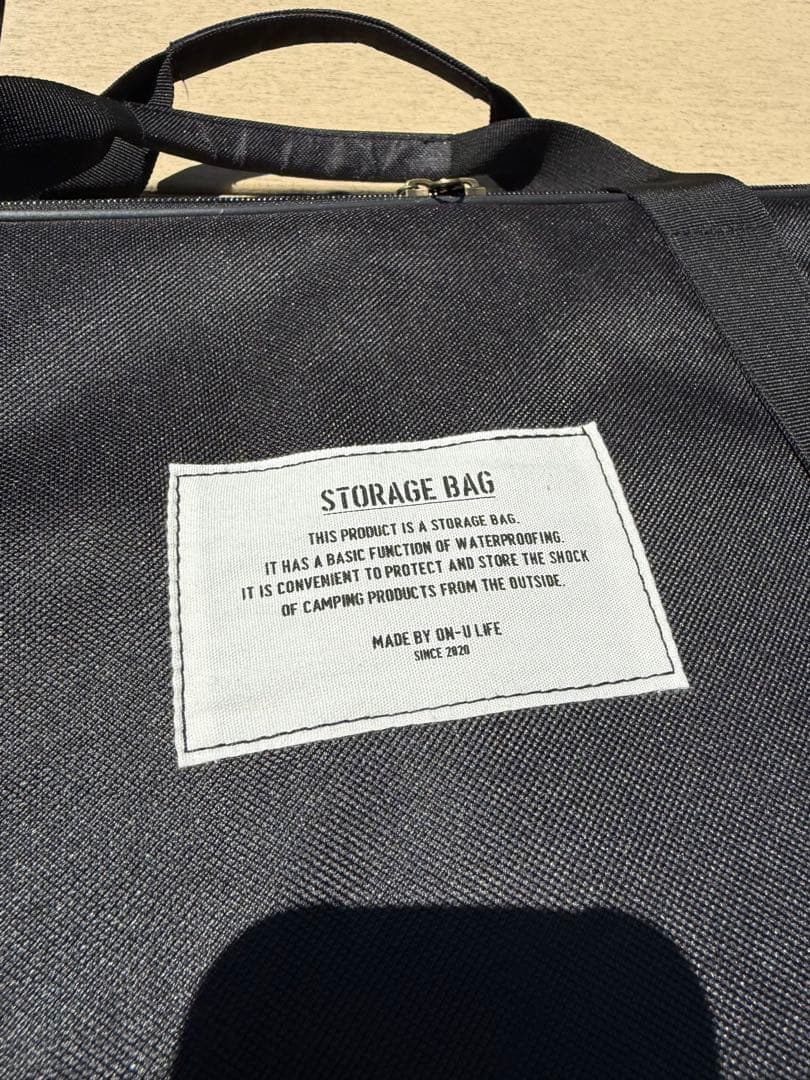 STORAGE BAG
THIS PRODUCT IS A STORAGE BAG.
IT HAS A BASIC FUNCTION OF WATERPROOFING.
IT IS CONVENIENT TO PROTECT AND STORE THE SHOCK
OF CAMPING PRODUCTS FROM THE OUTSIDE.
MADE BY ON-U LIFE
SINCE 2020